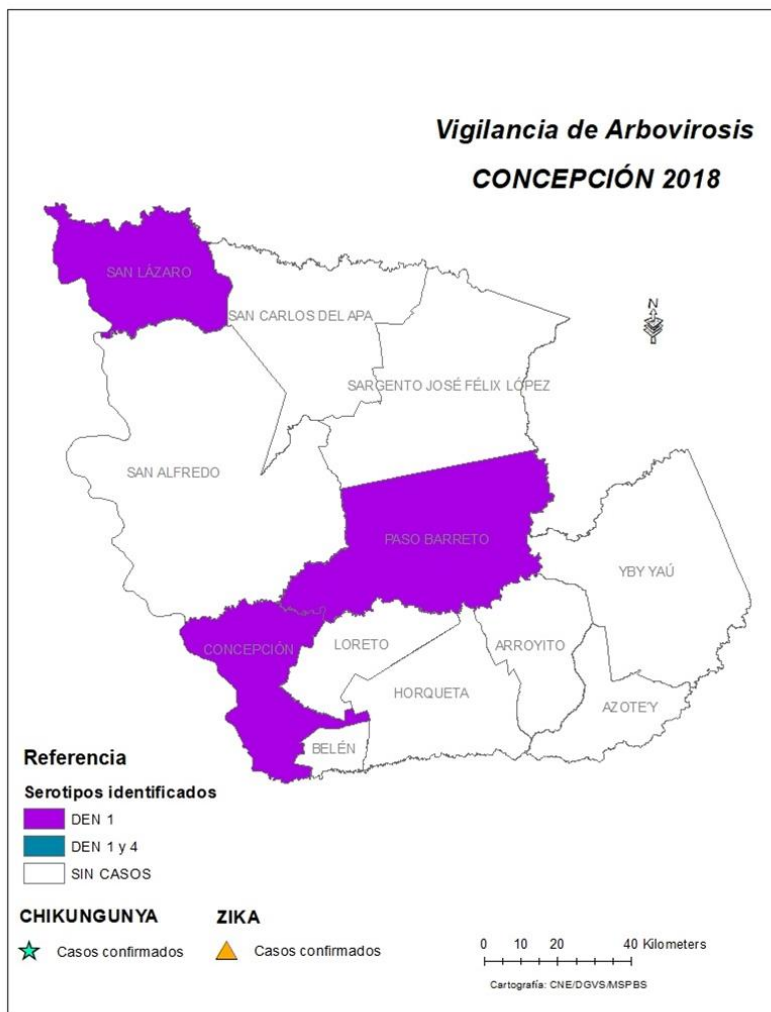 Vigilancia de Arbovirosis
CONCEPCIÓN 2018
SAN LÁZARO
SAN CARLOS DEL APA
N
SARGENTO JOSÉ FÉLIX LÓPEZ
SAN ALFREDO
PASO BARRETO
YBY YAÚ
CONCEPCIÓN
LORETO
ARROYITO
HORQUETA
AZOTE'Y
BELÉN
Referencia
Serotipos identificados
DEN 1
DEN 1 y 4
SIN CASOS
CHIKUNGUNYA
ZIKA
Casos confirmados
Casos confirmados
0 10 20 40 Kilometers
Cartografía: CNE/DGVS/MSPBS